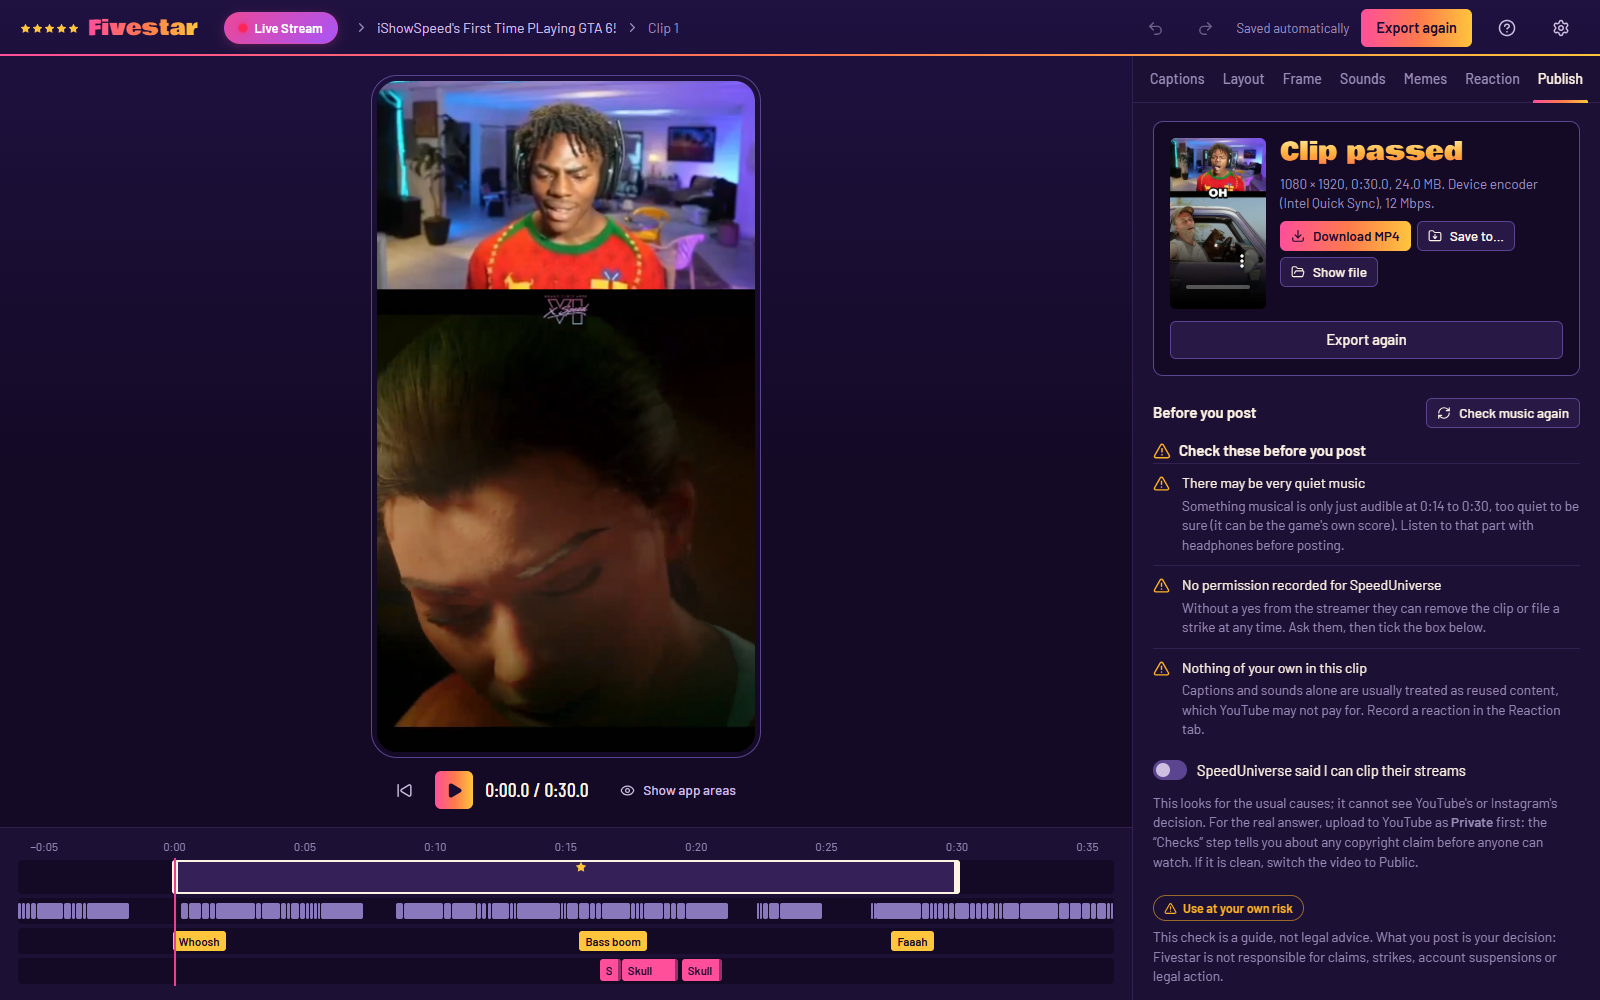 Fivestar
Live Stream
iShowSpeed's First Time PLaying GTA 6!
Clip 1
Saved automatically
Export again
Captions
Layout
Frame
Sounds
Memes
Reaction
Publish
Clip passed
1080 × 1920, 0:30.0, 24.0 MB. Device encoder
(Intel Quick Sync), 12 Mbps.
OH
Download MP4
Save to...
Show file
Export again
Before you post
Check music again
Check these before you post
There may be very quiet music
Something musical is only just audible at 0:14 to 0:30, too quiet to be
sure (it can be the game's own score). Listen to that part with
headphones before posting.
No permission recorded for SpeedUniverse
Without a yes from the streamer they can remove the clip or file a
strike at any time. Ask them, then tick the box below.
Nothing of your own in this clip
Captions and sounds alone are usually treated as reused content,
which YouTube may not pay for. Record a reaction in the Reaction
tab.
SpeedUniverse said I can clip their streams
This looks for the usual causes; it cannot see YouTube's or Instagram's
decision. For the real answer, upload to YouTube as Private first: the
“Checks” step tells you about any copyright claim before anyone can
watch. If it is clean, switch the video to Public.
Use at your own risk
This check is a guide, not legal advice. What you post is your decision:
Fivestar is not responsible for claims, strikes, account suspensions or
legal action.
VI
0:00.0 / 0:30.0
Show app areas
−0:05
0:00
0:05
0:10
0:15
0:20
0:25
0:30
0:35
Whoosh
Bass boom
Faaah
S
Skull
Skull